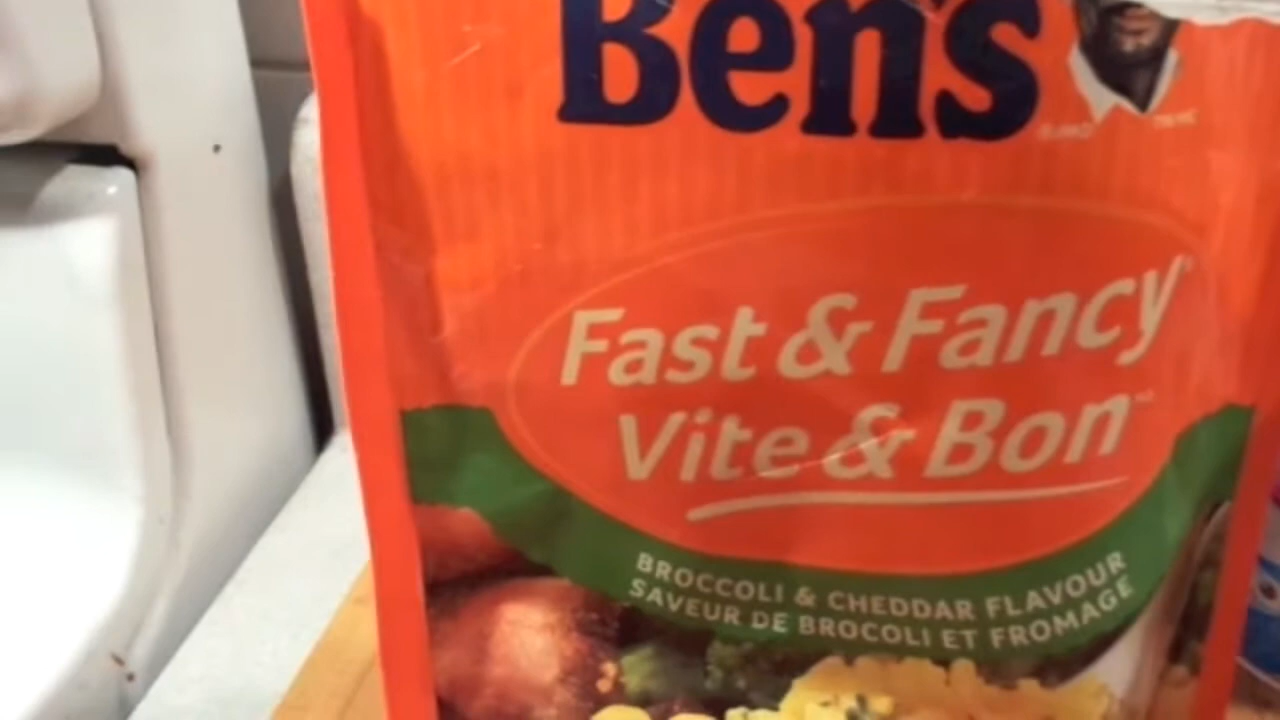 Ben's
Fast & Fancy
Vite & Bon
BROCCOLI & CHEDDAR FLAVOUR
SAVEUR DE BROCOLI ET FROMAGE